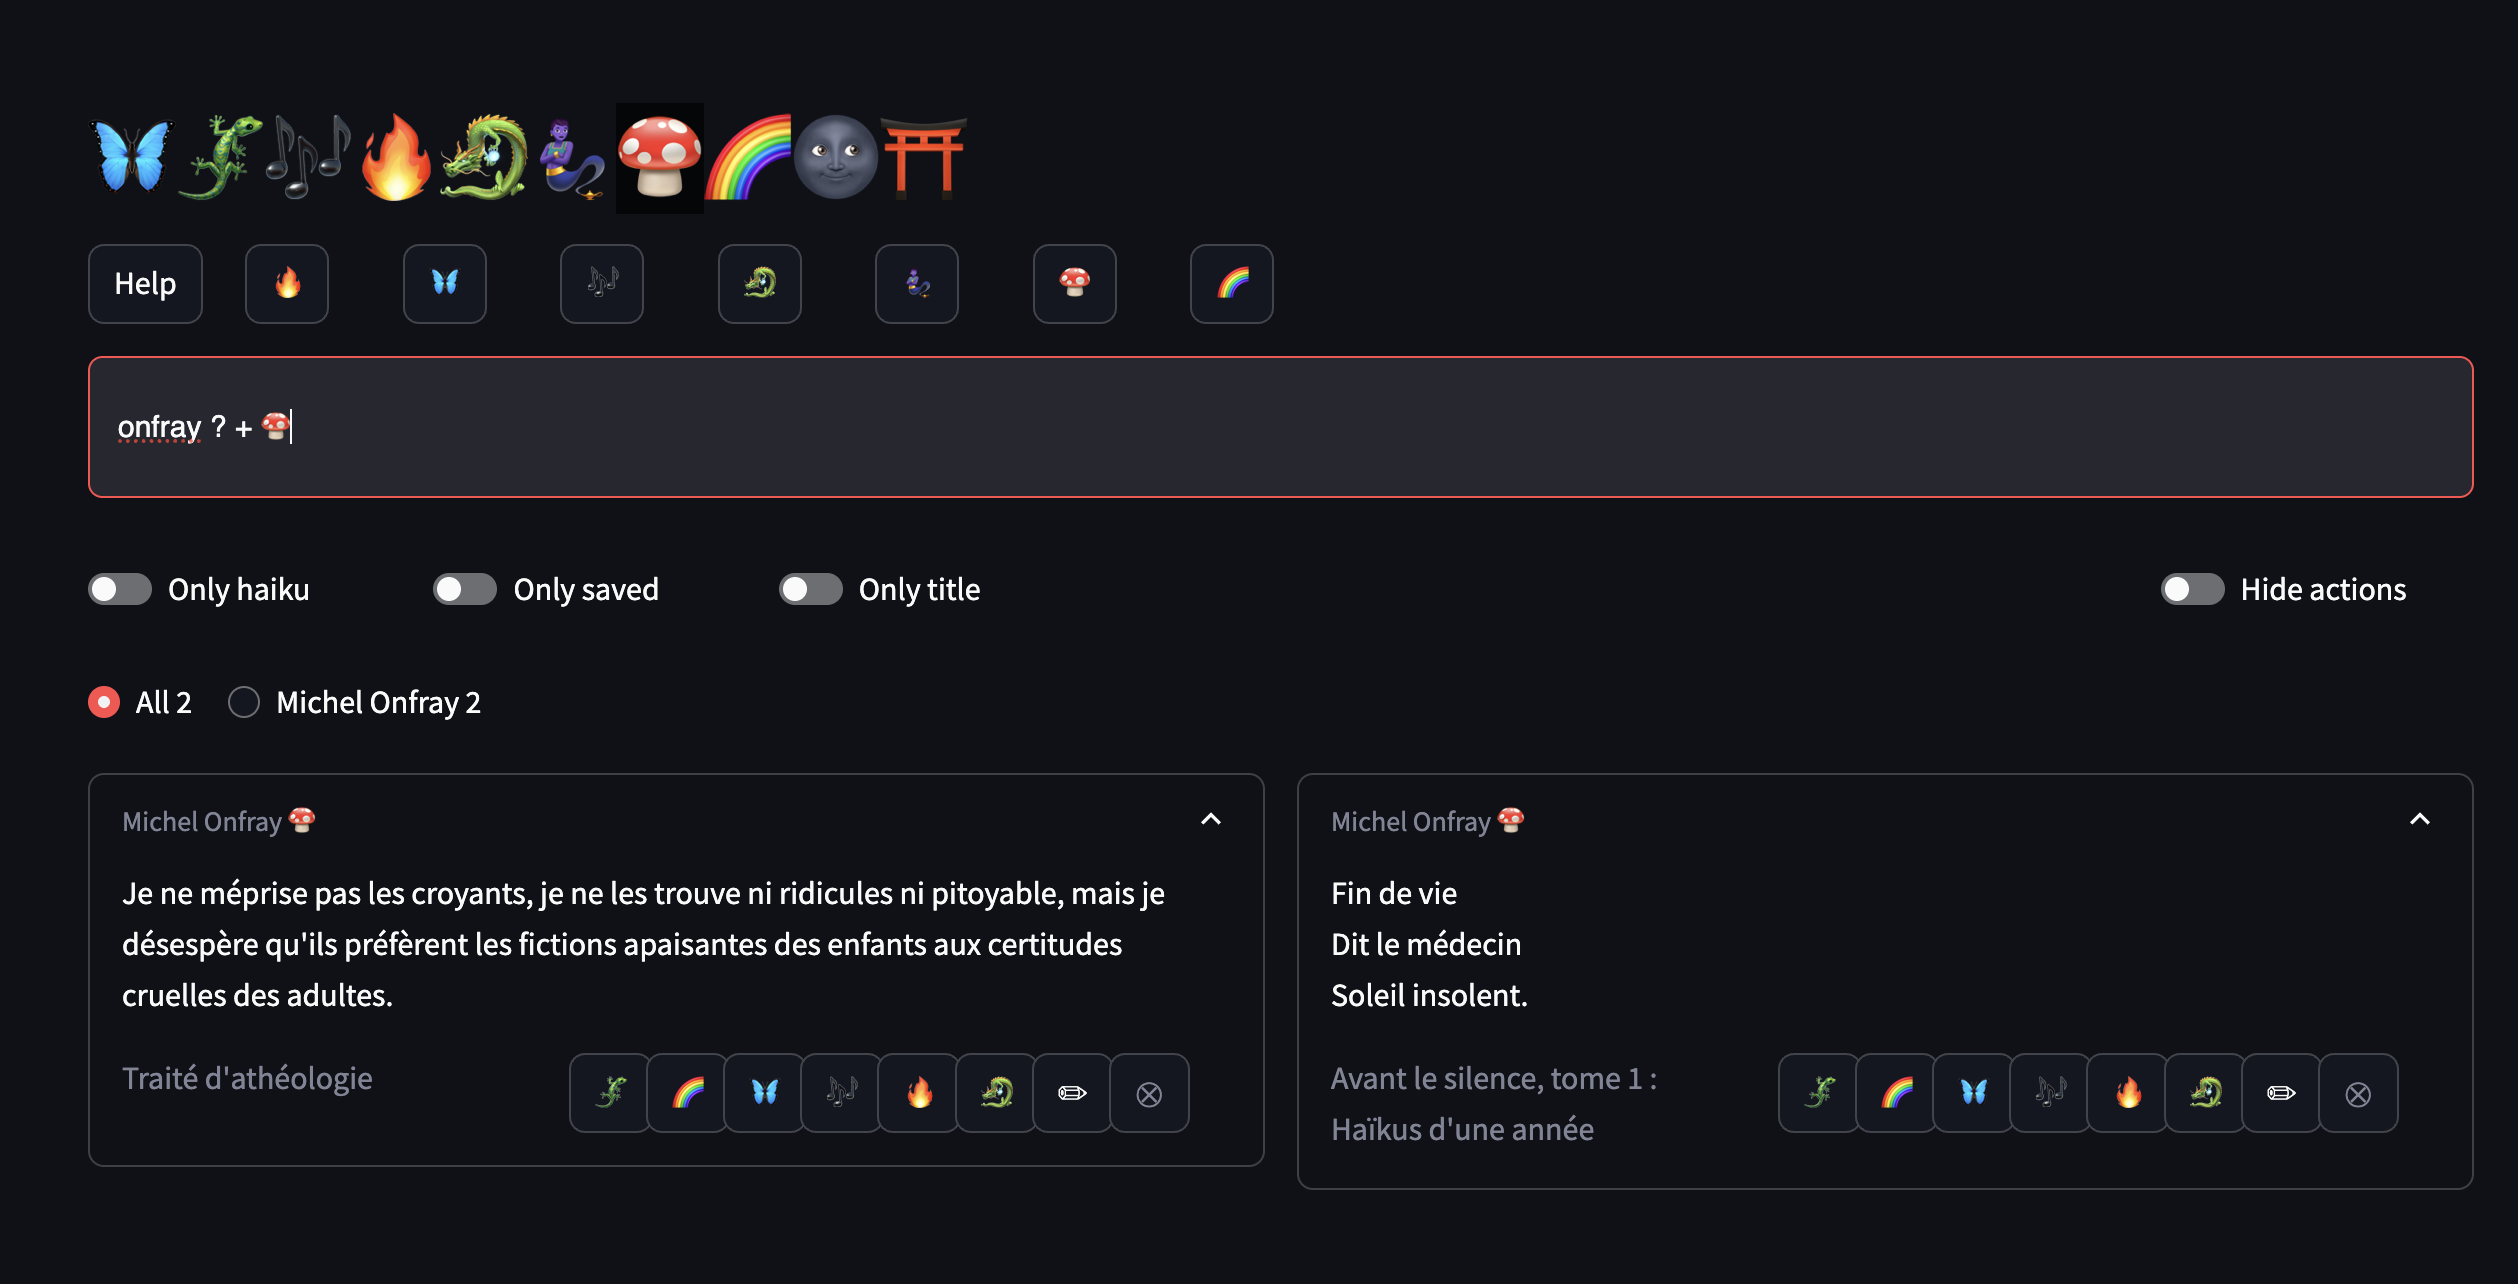 🦋🦎🎶🔥🐉🧞‍♀️🍄🌈🌚⛩️
Help 🔥 🦋 🎶 🐉 🧞‍♀️ 🍄 🌈
onfray ? + 🍄
Only haiku Only saved Only title Hide actions
All 2 Michel Onfray 2
Michel Onfray 🍄
Je ne méprise pas les croyants, je ne les trouve ni ridicules ni pitoyable, mais je
désespère qu'ils préfèrent les fictions apaisantes des enfants aux certitudes
cruelles des adultes.
Traité d'athéologie
🦎 🌈 🦋 🎶 🔥 🐉 ✏ ⊗
Michel Onfray 🍄
Fin de vie
Dit le médecin
Soleil insolent.
Avant le silence, tome 1 :
Haïkus d'une année
🦎 🌈 🦋 🎶 🔥 🐉 ✏ ⊗